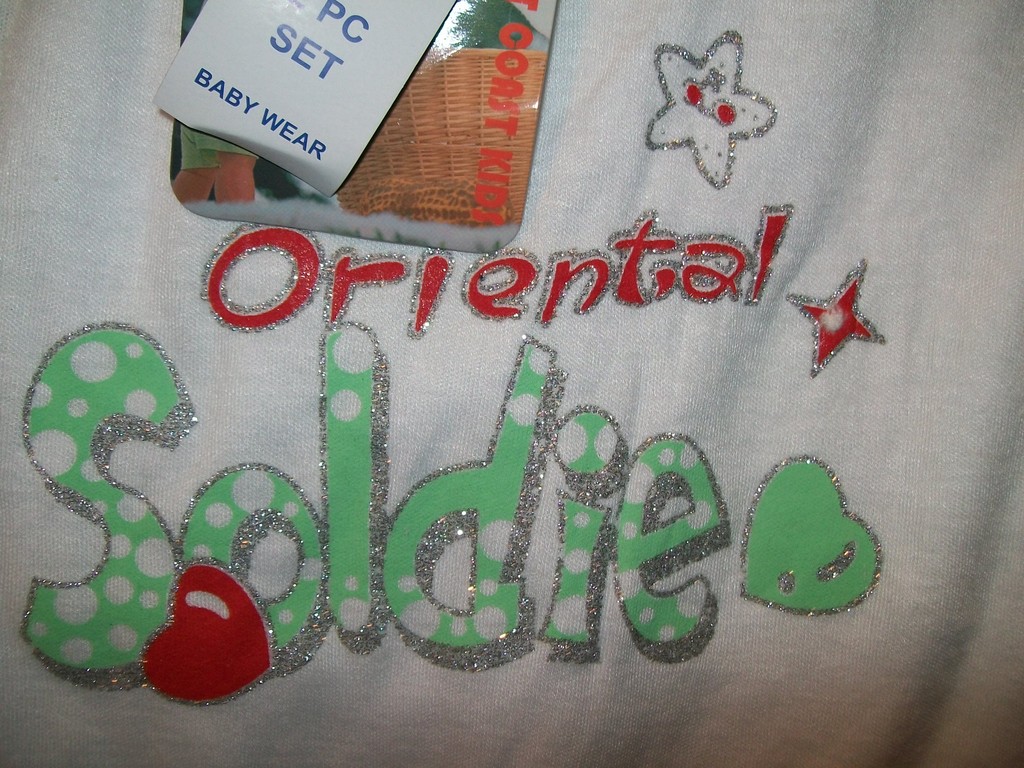 PC
SET
BABY WEAR
COAST KIDS
Oriental
Soldie